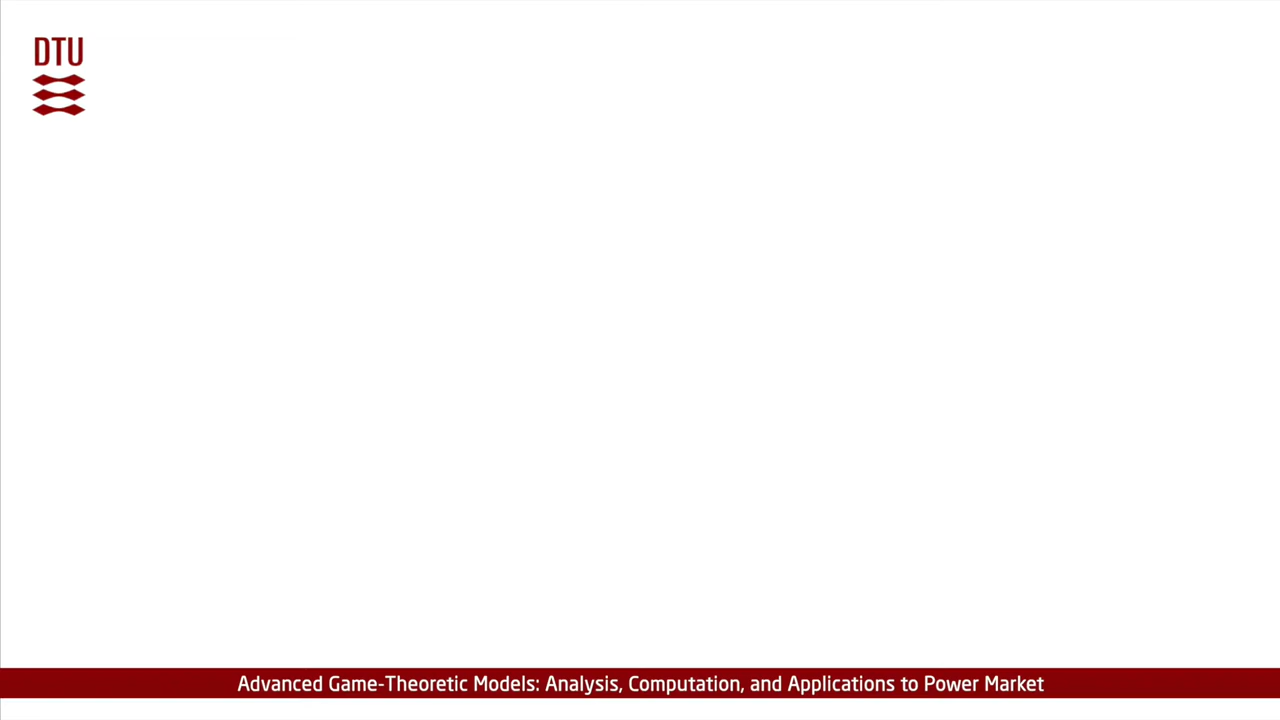 DTU
Advanced Game-Theoretic Models: Analysis, Computation, and Applications to Power Market